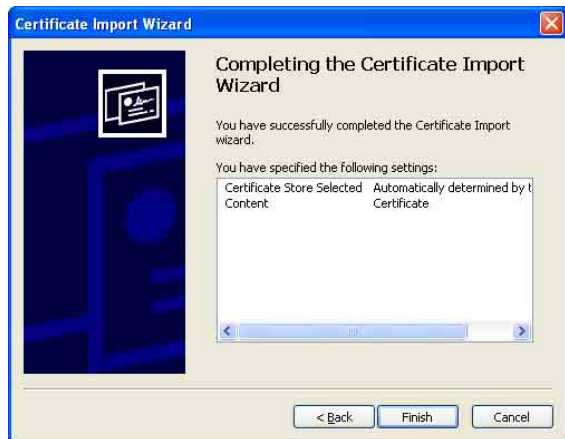 Certificate Import Wizard
Completing the Certificate Import
Wizard
You have successfully completed the Certificate Import
wizard.
You have specified the following settings:
Certificate Store Selected Automatically determined by t
Content Certificate
< Back Finish Cancel